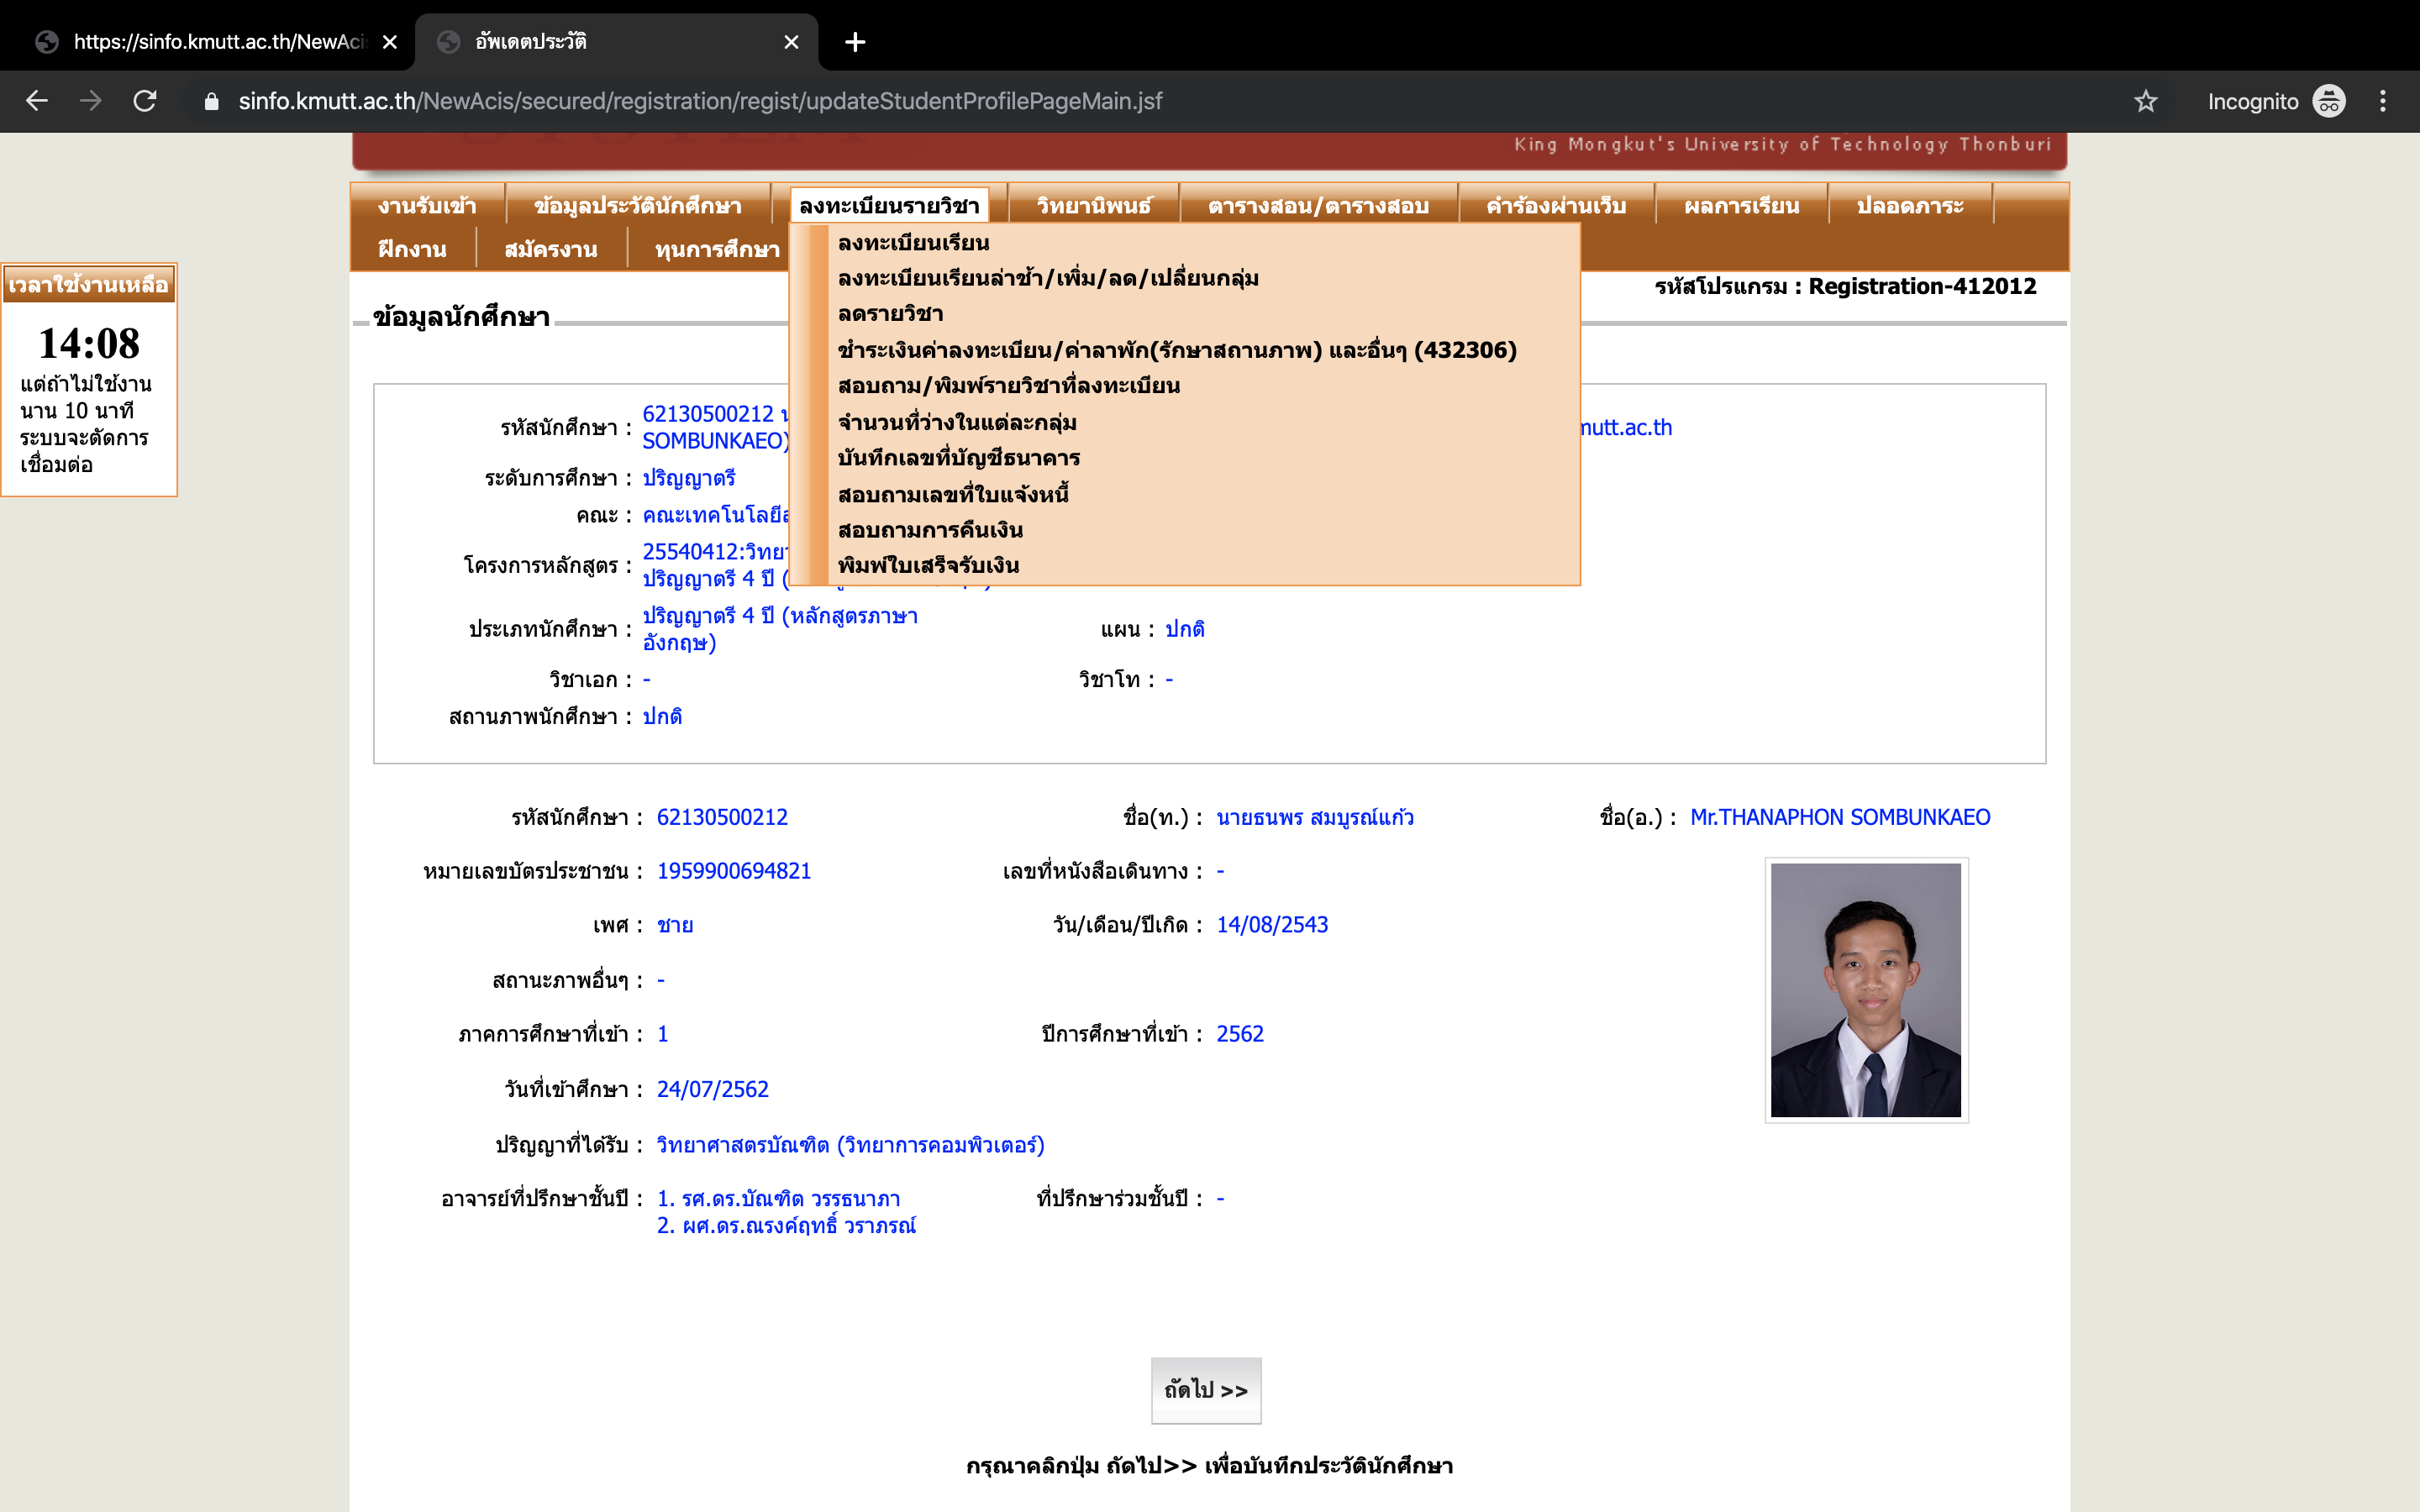 https://sinfo.kmutt.ac.th/NewAci
อัพเดตประวัติ
sinfo.kmutt.ac.th/NewAcis/secured/registration/regist/updateStudentProfilePageMain.jsf
Incognito
King Mongkut's University of Technology Thonburi
งานรับเข้า ข้อมูลประวัตินักศึกษา ลงทะเบียนรายวิชา วิทยานิพนธ์ ตารางสอน/ตารางสอบ คำร้องผ่านเว็บ ผลการเรียน ปลอดภาระ
ฝึกงาน สมัครงาน ทุนการศึกษา
ลงทะเบียนเรียน
ลงทะเบียนเรียนล่าช้า/เพิ่ม/ลด/เปลี่ยนกลุ่ม
ลดรายวิชา
ชำระเงินค่าลงทะเบียน/ค่าลาพัก(รักษาสถานภาพ) และอื่นๆ (432306)
สอบถาม/พิมพ์รายวิชาที่ลงทะเบียน
จำนวนที่ว่างในแต่ละกลุ่ม
บันทึกเลขที่บัญชีธนาคาร
สอบถามเลขที่ใบแจ้งหนี้
สอบถามการคืนเงิน
พิมพ์ใบเสร็จรับเงิน
เวลาใช้งานเหลือ
14:08
แต่ถ้าไม่ใช้งาน
นาน 10 นาที
ระบบจะตัดการ
เชื่อมต่อ
รหัสโปรแกรม : Registration-412012
ข้อมูลนักศึกษา
รหัสนักศึกษา : 62130500212
SOMBUNKAEO)
mutt.ac.th
ระดับการศึกษา : ปริญญาตรี
คณะ : คณะเทคโนโลยี
โครงการหลักสูตร : 25540412:วิทยา
ปริญญาตรี 4 ปี (
ประเภทนักศึกษา : ปริญญาตรี 4 ปี (หลักสูตรภาษา
อังกฤษ)
แผน : ปกติ
วิชาเอก : -
วิชาโท : -
สถานภาพนักศึกษา : ปกติ
รหัสนักศึกษา : 62130500212
ชื่อ(ท.) : นายธนพร สมบูรณ์แก้ว
ชื่อ(อ.) : Mr.THANAPHON SOMBUNKAEO
หมายเลขบัตรประชาชน : 1959900694821
เลขที่หนังสือเดินทาง : -
เพศ : ชาย
วัน/เดือน/ปีเกิด : 14/08/2543
สถานะภาพอื่นๆ : -
ภาคการศึกษาที่เข้า : 1
ปีการศึกษาที่เข้า : 2562
วันที่เข้าศึกษา : 24/07/2562
ปริญญาที่ได้รับ : วิทยาศาสตรบัณฑิต (วิทยาการคอมพิวเตอร์)
อาจารย์ที่ปรึกษาชั้นปี : 1. รศ.ดร.บัณฑิต วรรธนาภา
2. ผศ.ดร.ณรงค์ฤทธิ์ วราภรณ์
ที่ปรึกษาร่วมชั้นปี : -
ถัดไป >>
กรุณาคลิกปุ่ม ถัดไป>> เพื่อบันทึกประวัตินักศึกษา